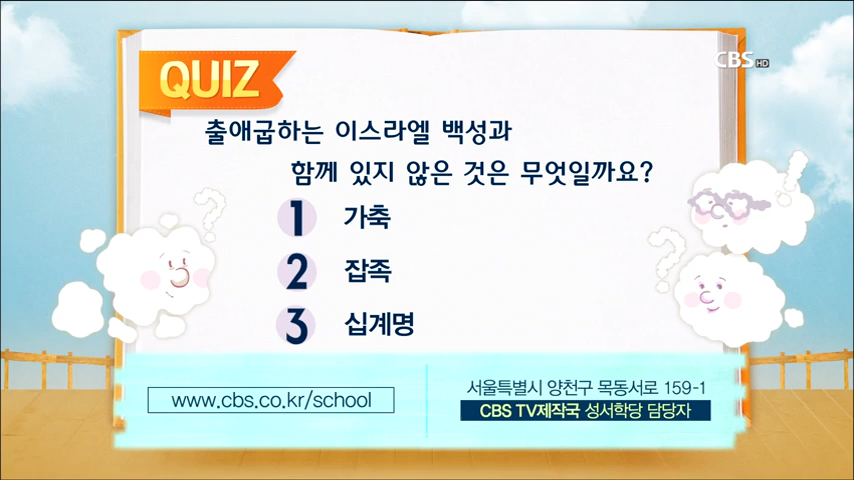 CBS HD
QUIZ
출애굽하는 이스라엘 백성과
함께 있지 않은 것은 무엇일까요?
1 가축
2 잡족
3 십계명
www.cbs.co.kr/school
서울특별시 양천구 목동서로 159-1
CBS TV제작국 성서학당 담당자